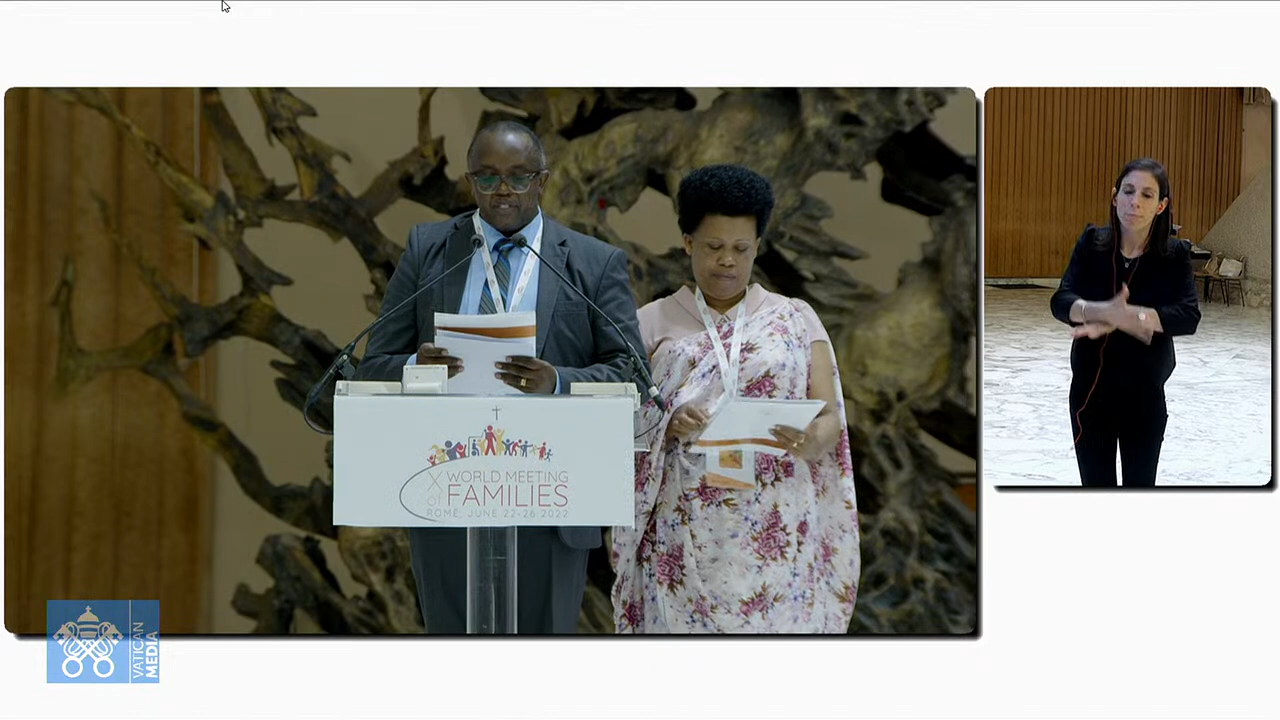 X WORLD MEETING
OF FAMILIES
ROME, JUNE 22-26, 2022
VATICAN
MEDIA